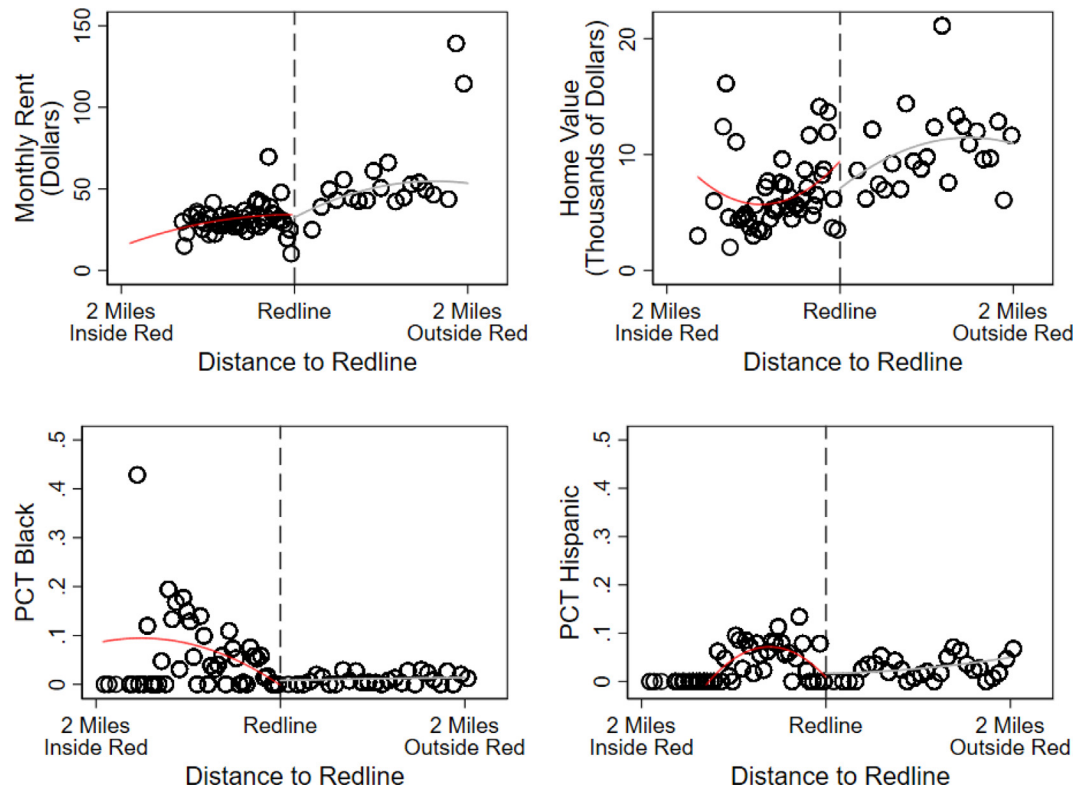 Monthly Rent
(Dollars)
150
100
50
0
2 Miles
Inside Red
Redline
2 Miles
Outside Red
Distance to Redline
Home Value
(Thousands of Dollars)
20
10
0
2 Miles
Inside Red
Redline
2 Miles
Outside Red
Distance to Redline
PCT Black
.5
.4
.3
.2
.1
0
2 Miles
Inside Red
Redline
2 Miles
Outside Red
Distance to Redline
PCT Hispanic
.5
.4
.3
.2
.1
0
2 Miles
Inside Red
Redline
2 Miles
Outside Red
Distance to Redline